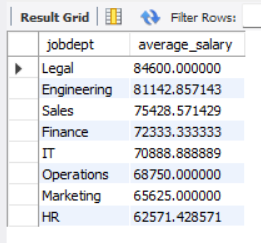 Result Grid Filter Rows:
jobdept average_salary
Legal 84600.000000
Engineering 81142.857143
Sales 75428.571429
Finance 72333.333333
IT 70888.888889
Operations 68750.000000
Marketing 65625.000000
HR 62571.428571